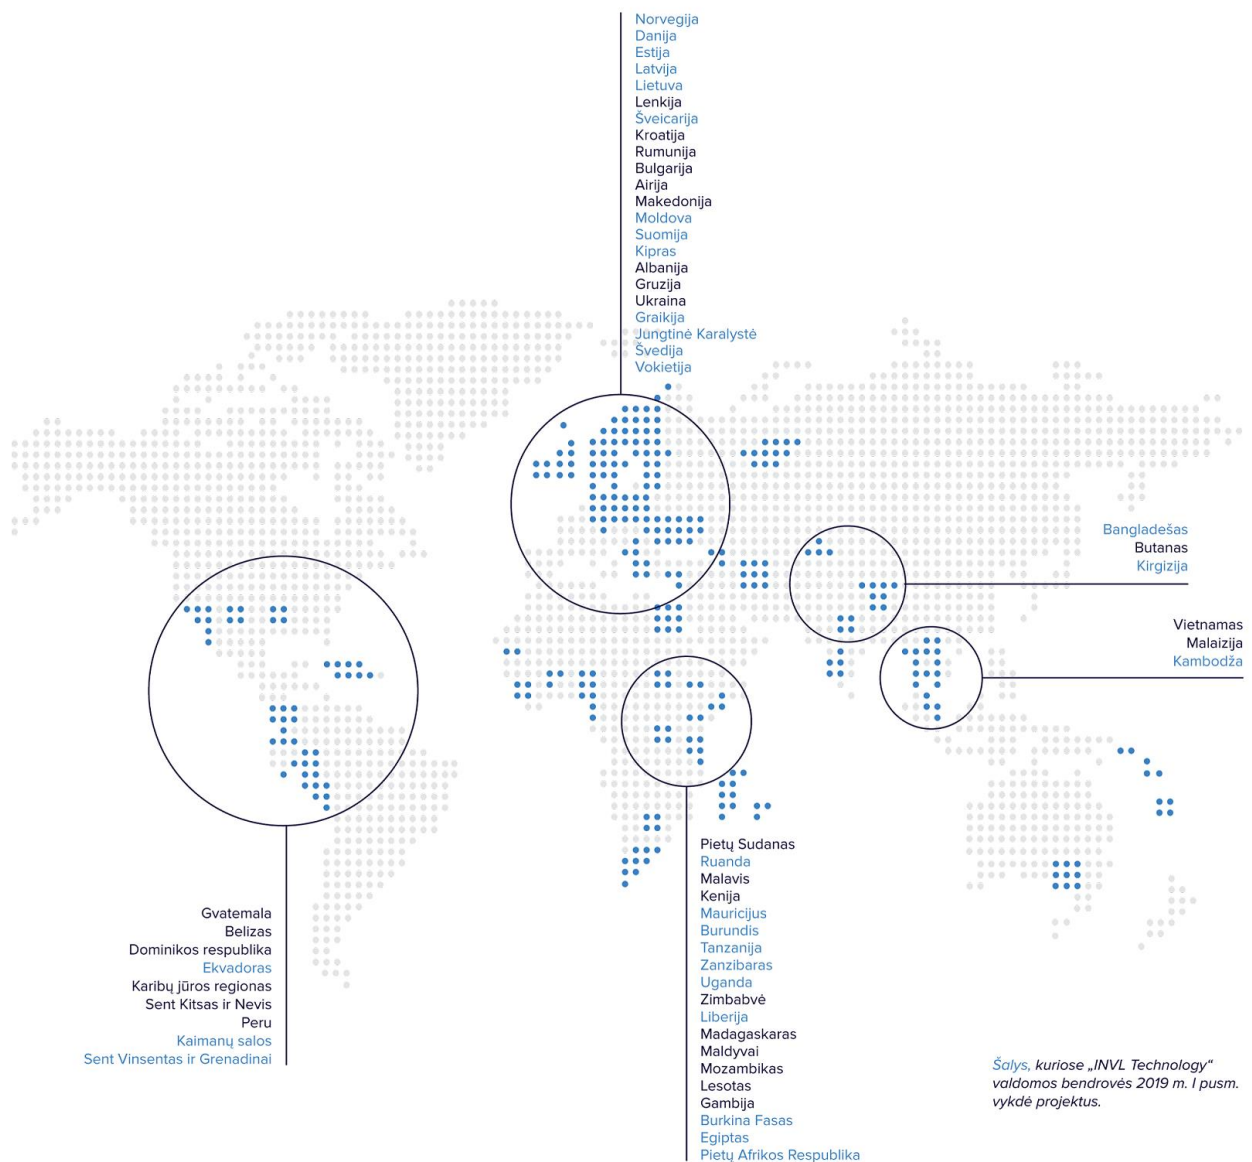 Norvegija
Danija
Estija
Latvija
Lietuva
Lenkija
Šveicarija
Kroatija
Rumunija
Bulgarija
Airija
Makedonija
Moldova
Suomija
Kipras
Albanija
Gruzija
Ukraina
Graikija
Jungtinė Karalystė
Švedija
Vokietija
Bangladešas
Butanas
Kirgizija
Vietnamas
Malaizija
Kambodža
Gvatemala
Belizas
Dominikos respublika
Ekvadoras
Karibų jūros regionas
Sent Kitsas ir Nevis
Peru
Kaimanų salos
Sent Vinsentas ir Grenadinai
Pietų Sudanas
Ruanda
Malavis
Kenija
Mauricijus
Burundis
Tanzanija
Zanzibaras
Uganda
Zimbabvė
Liberija
Madagaskaras
Maldyvai
Mozambikas
Lesotas
Gambija
Burkina Fasas
Egiptas
Pietų Afrikos Respublika
Šalys, kuriose „INVL Technology“
valdomos bendrovės 2019 m. I pusm.
vykdė projektus.